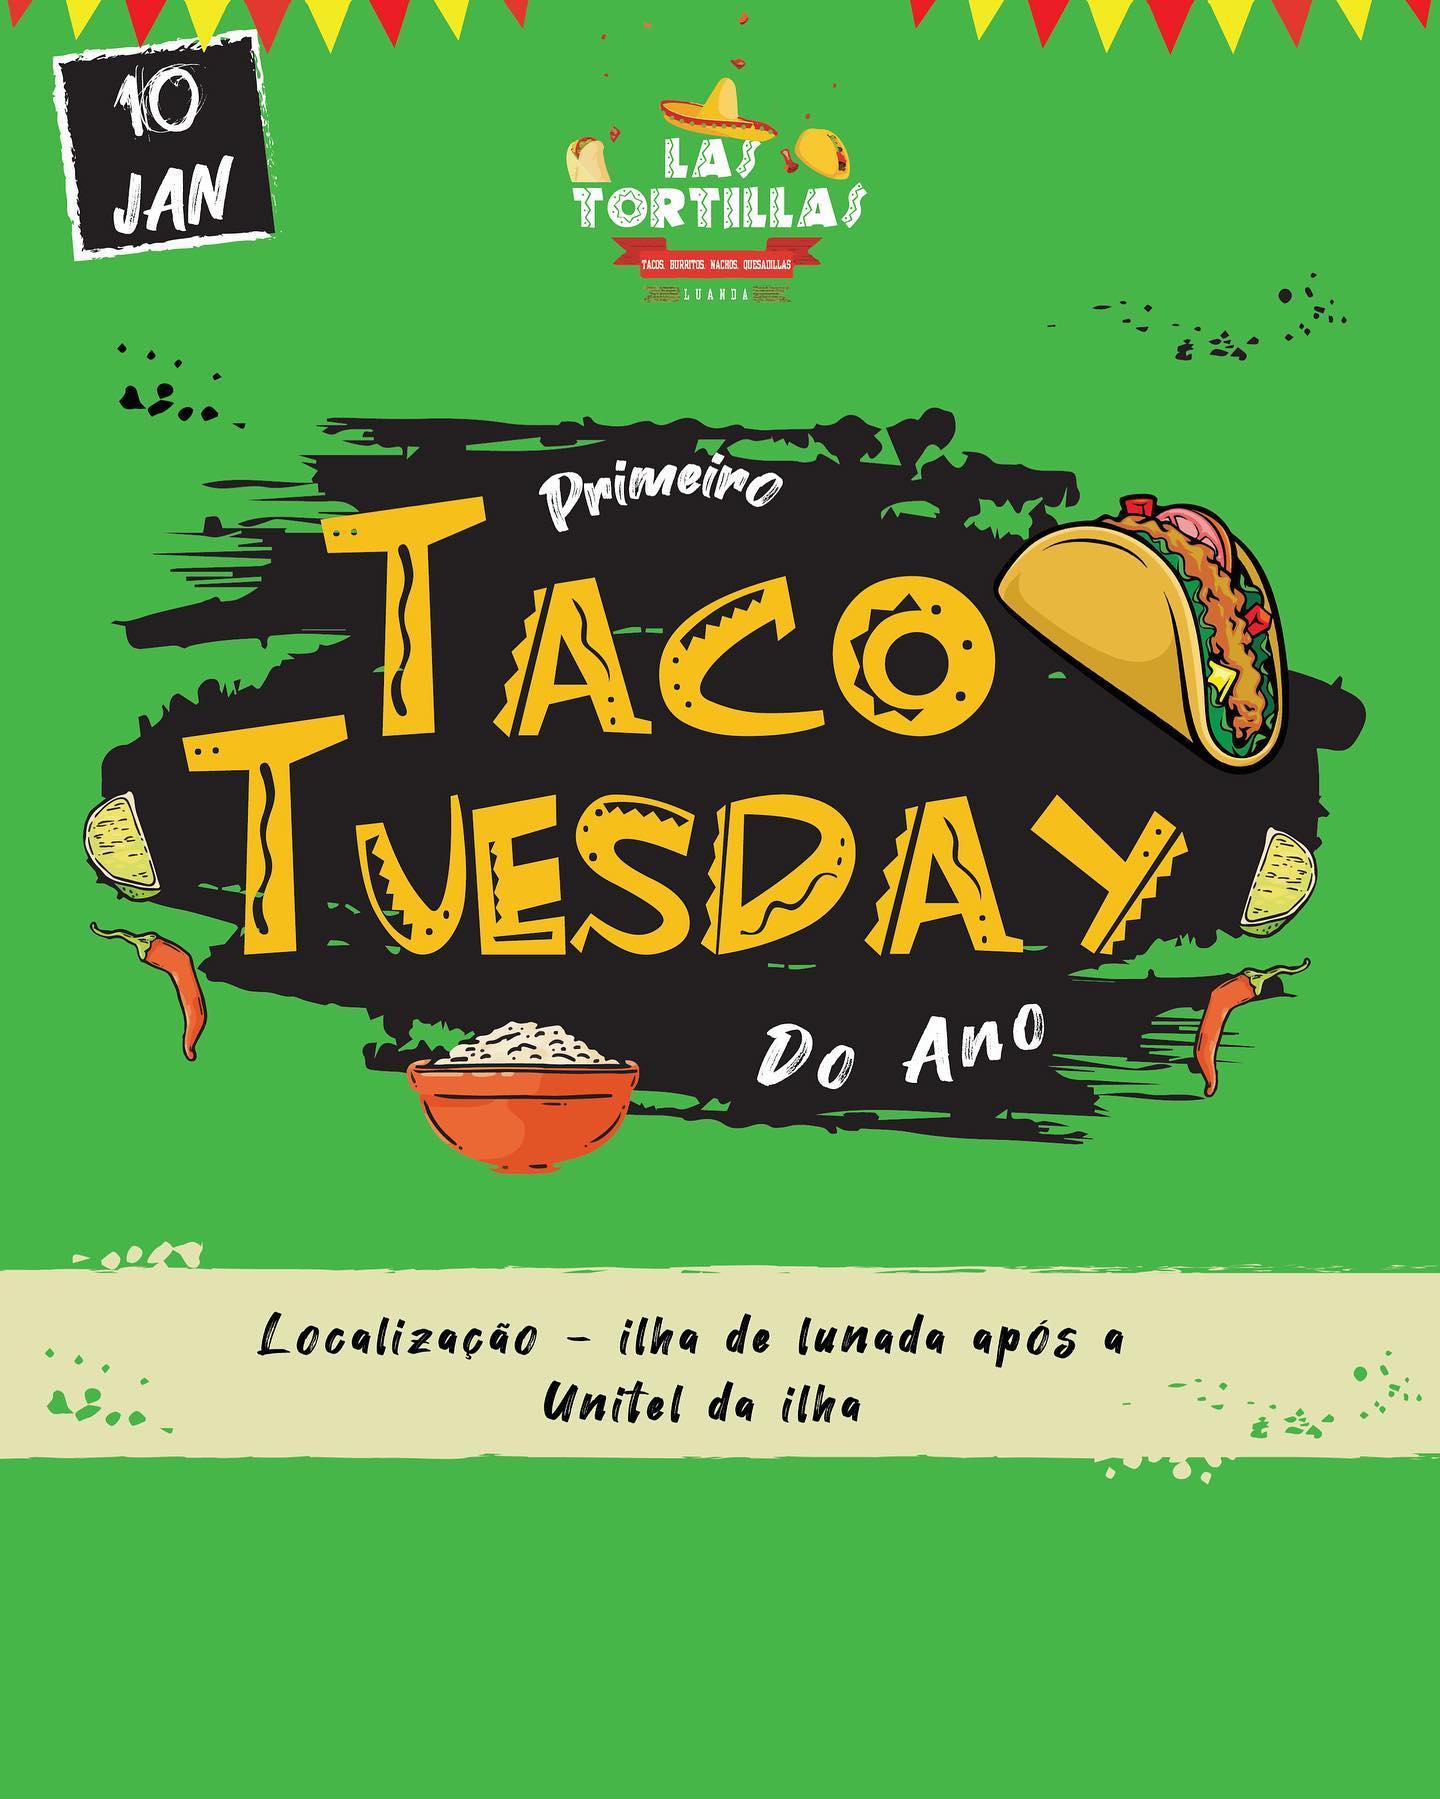 10
JAN
LAS
TORTILLAS
TACOS. BURRITOS. NACHOS. QUESADILLAS
LUANDA
Primeiro
TACO
TUESDAY
Do Ano
Localização - ilha de lunada após a
Unitel da ilha